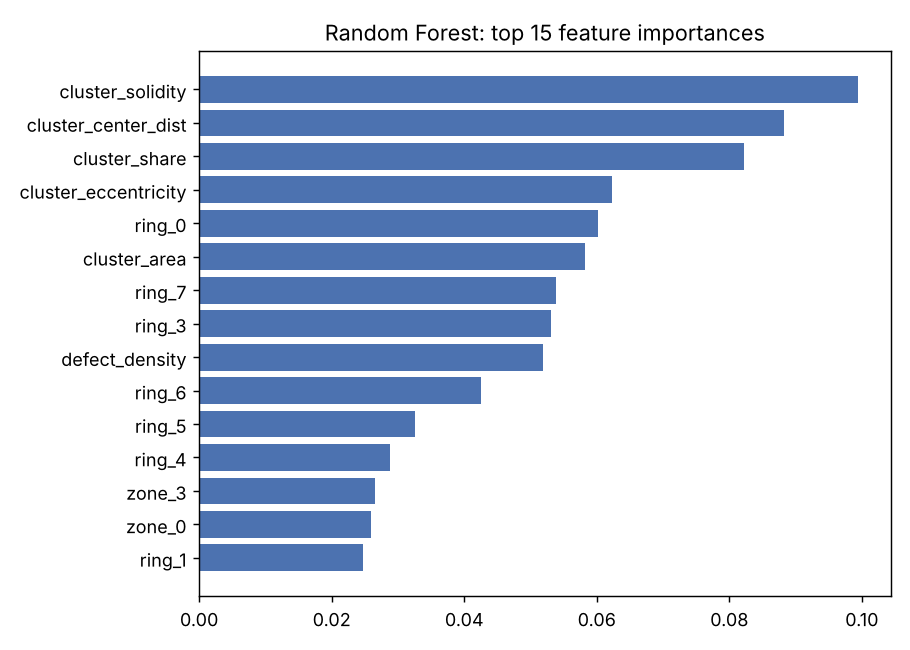 Random Forest: top 15 feature importances
cluster_solidity
cluster_center_dist
cluster_share
cluster_eccentricity
ring_0
cluster_area
ring_7
ring_3
defect_density
ring_6
ring_5
ring_4
zone_3
zone_0
ring_1
0.00 0.02 0.04 0.06 0.08 0.10